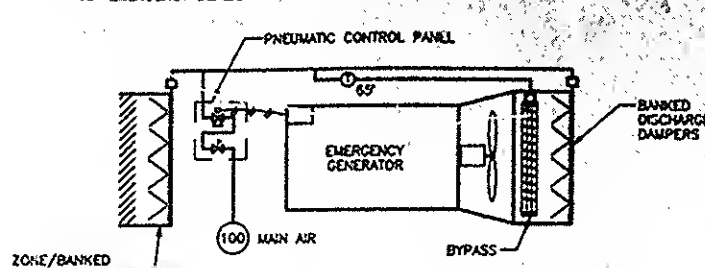 PNEUMATIC CONTROL PANEL
T
65°
BANKED
DISCHARGE
DAMPERS
EMERGENCY
GENERATOR
100 MAIN AIR
BYPASS
ZONE/BANKED